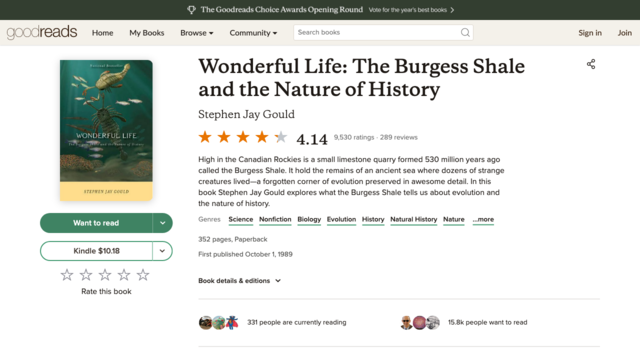 The Goodreads Choice Awards Opening Round Vote for the year's best books
goodreads Home My Books Browse Community Search books Sign in Join
WONDERFUL LIFE
STEPHEN JAY GOULD
Want to read
Kindle $10.18
Rate this book
Wonderful Life: The Burgess Shale
and the Nature of History
Stephen Jay Gould
4.14 9,530 ratings · 289 reviews
High in the Canadian Rockies is a small limestone quarry formed 530 million years ago
called the Burgess Shale. It hold the remains of an ancient sea where dozens of strange
creatures lived—a forgotten corner of evolution preserved in awesome detail. In this
book Stephen Jay Gould explores what the Burgess Shale tells us about evolution and
the nature of history.
Genres Science Nonfiction Biology Evolution History Natural History Nature ...more
352 pages, Paperback
First published October 1, 1989
Book details & editions
331 people are currently reading 15.8k people want to read